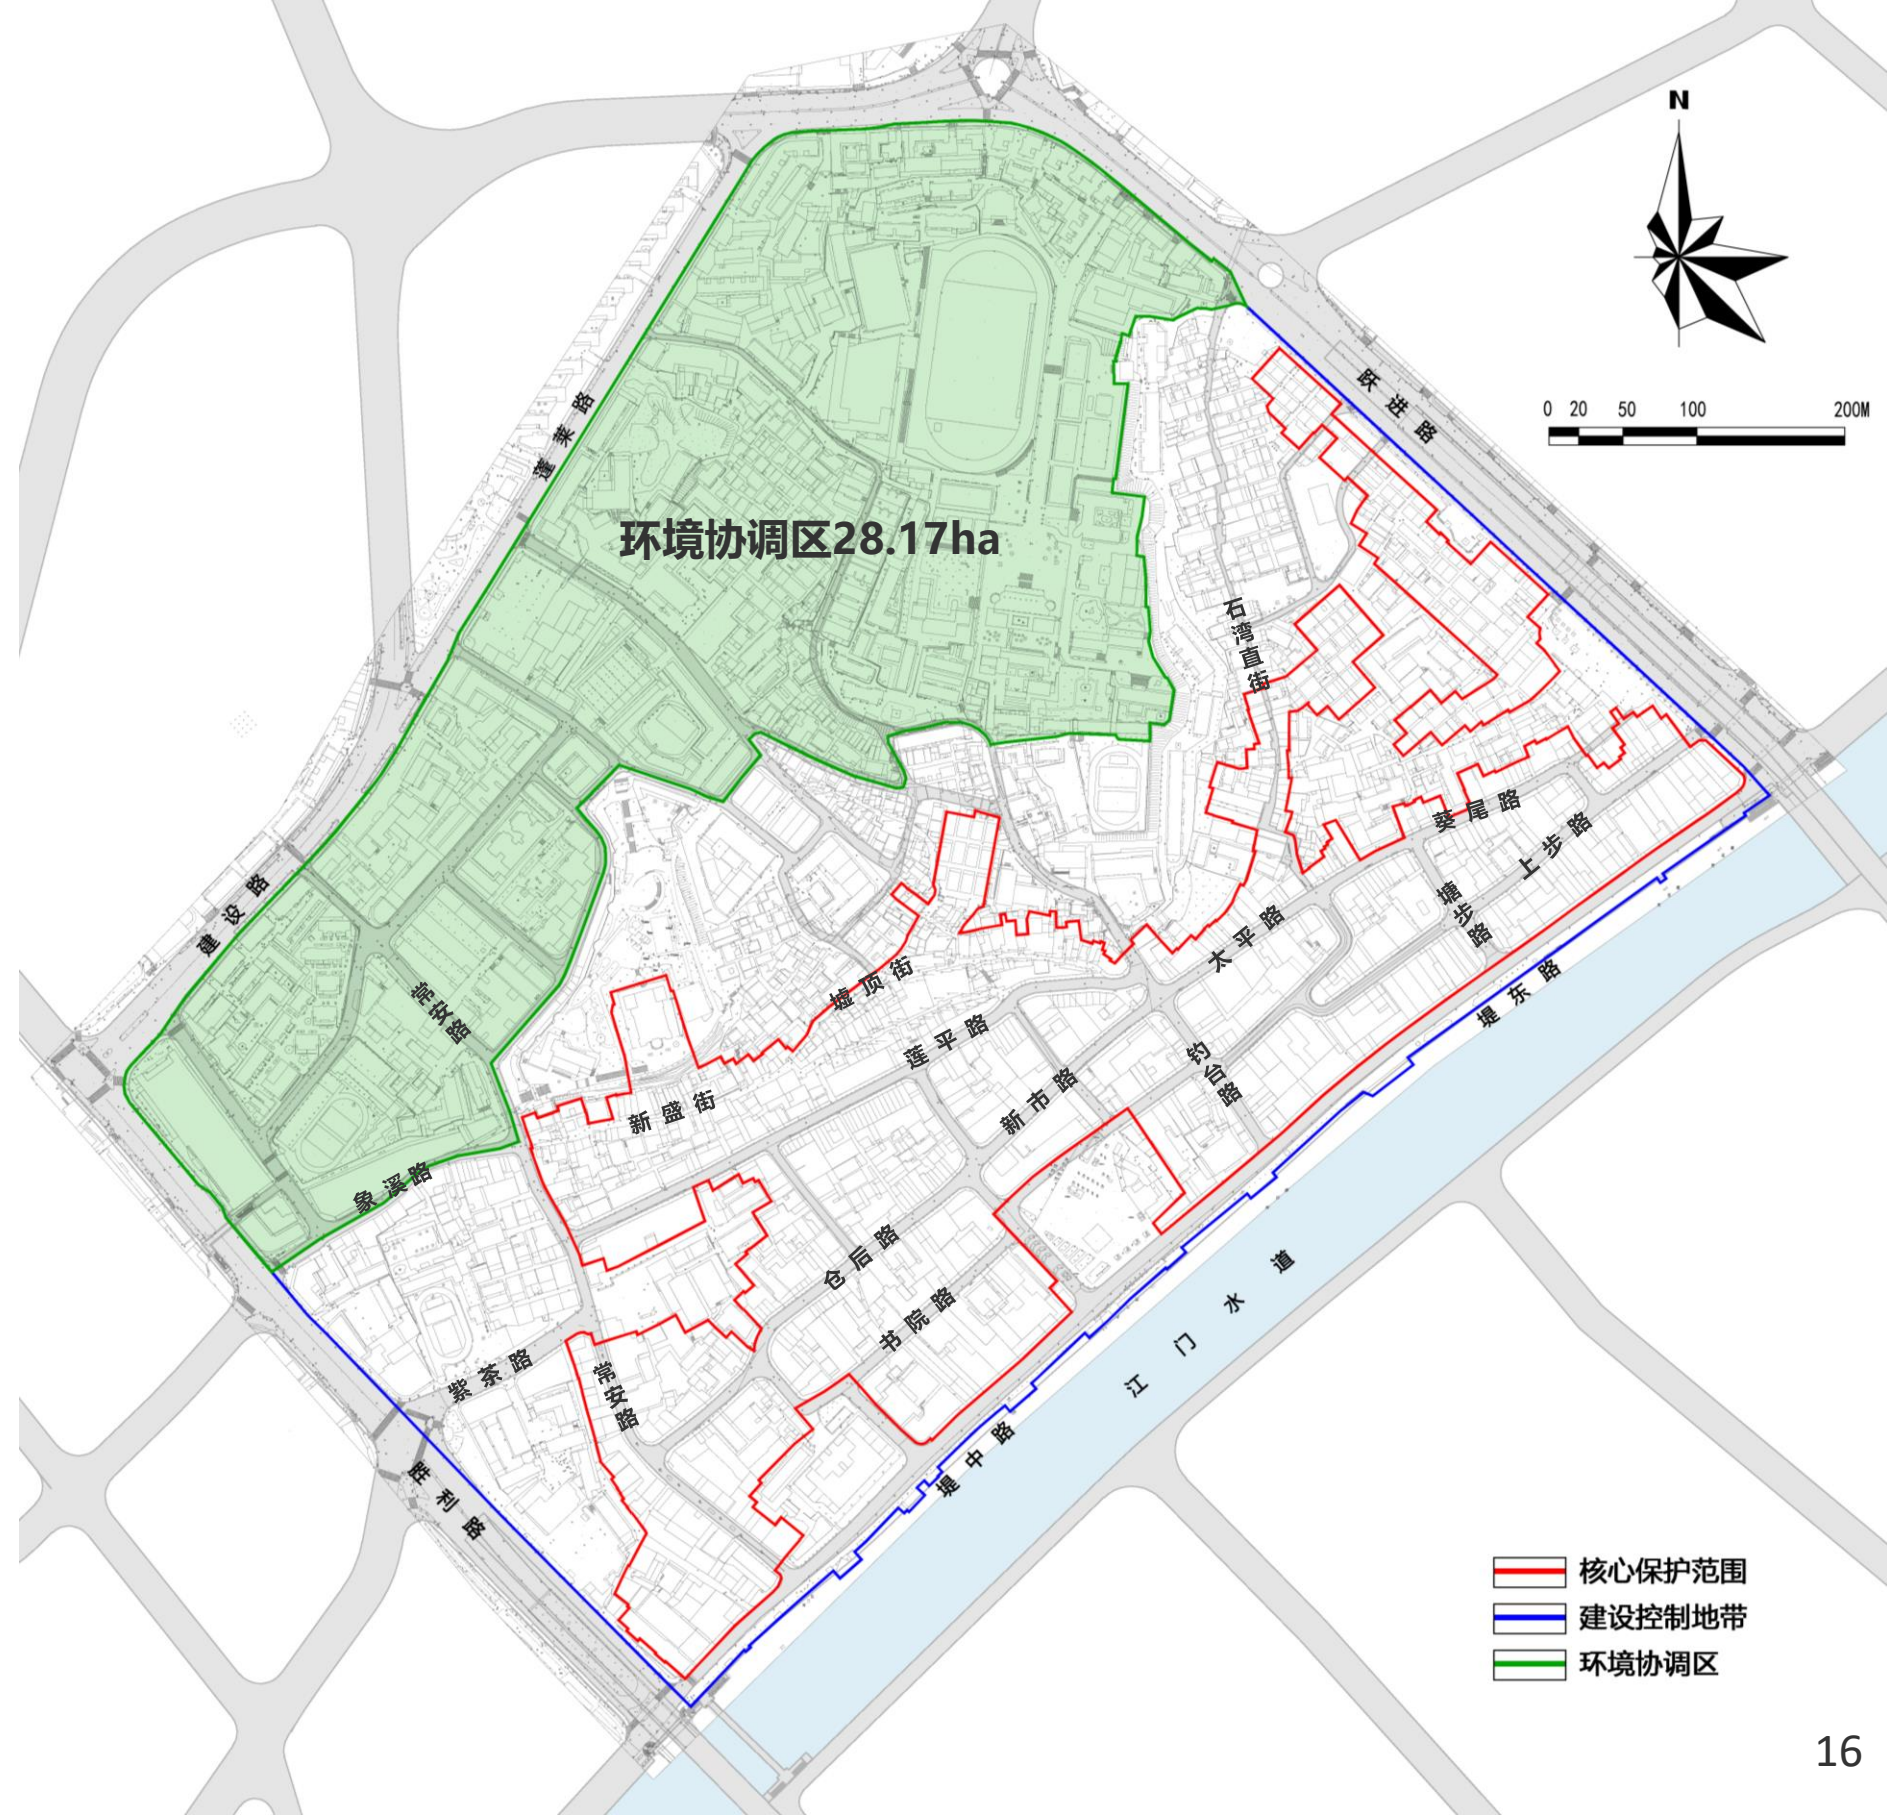 N
0 20 50 100 200M
跃进路
蓬莱路
环境协调区28.17ha
石湾直街
葵尾路
上步路
塘步路
建设路
太平路
墟顶街
堤东路
常安路
莲平路
钓台路
新市路
新盛街
象溪路
仓后路
江门水道
书院路
紫茶路
常安路
堤中路
胜利路
核心保护范围
建设控制地带
环境协调区
16